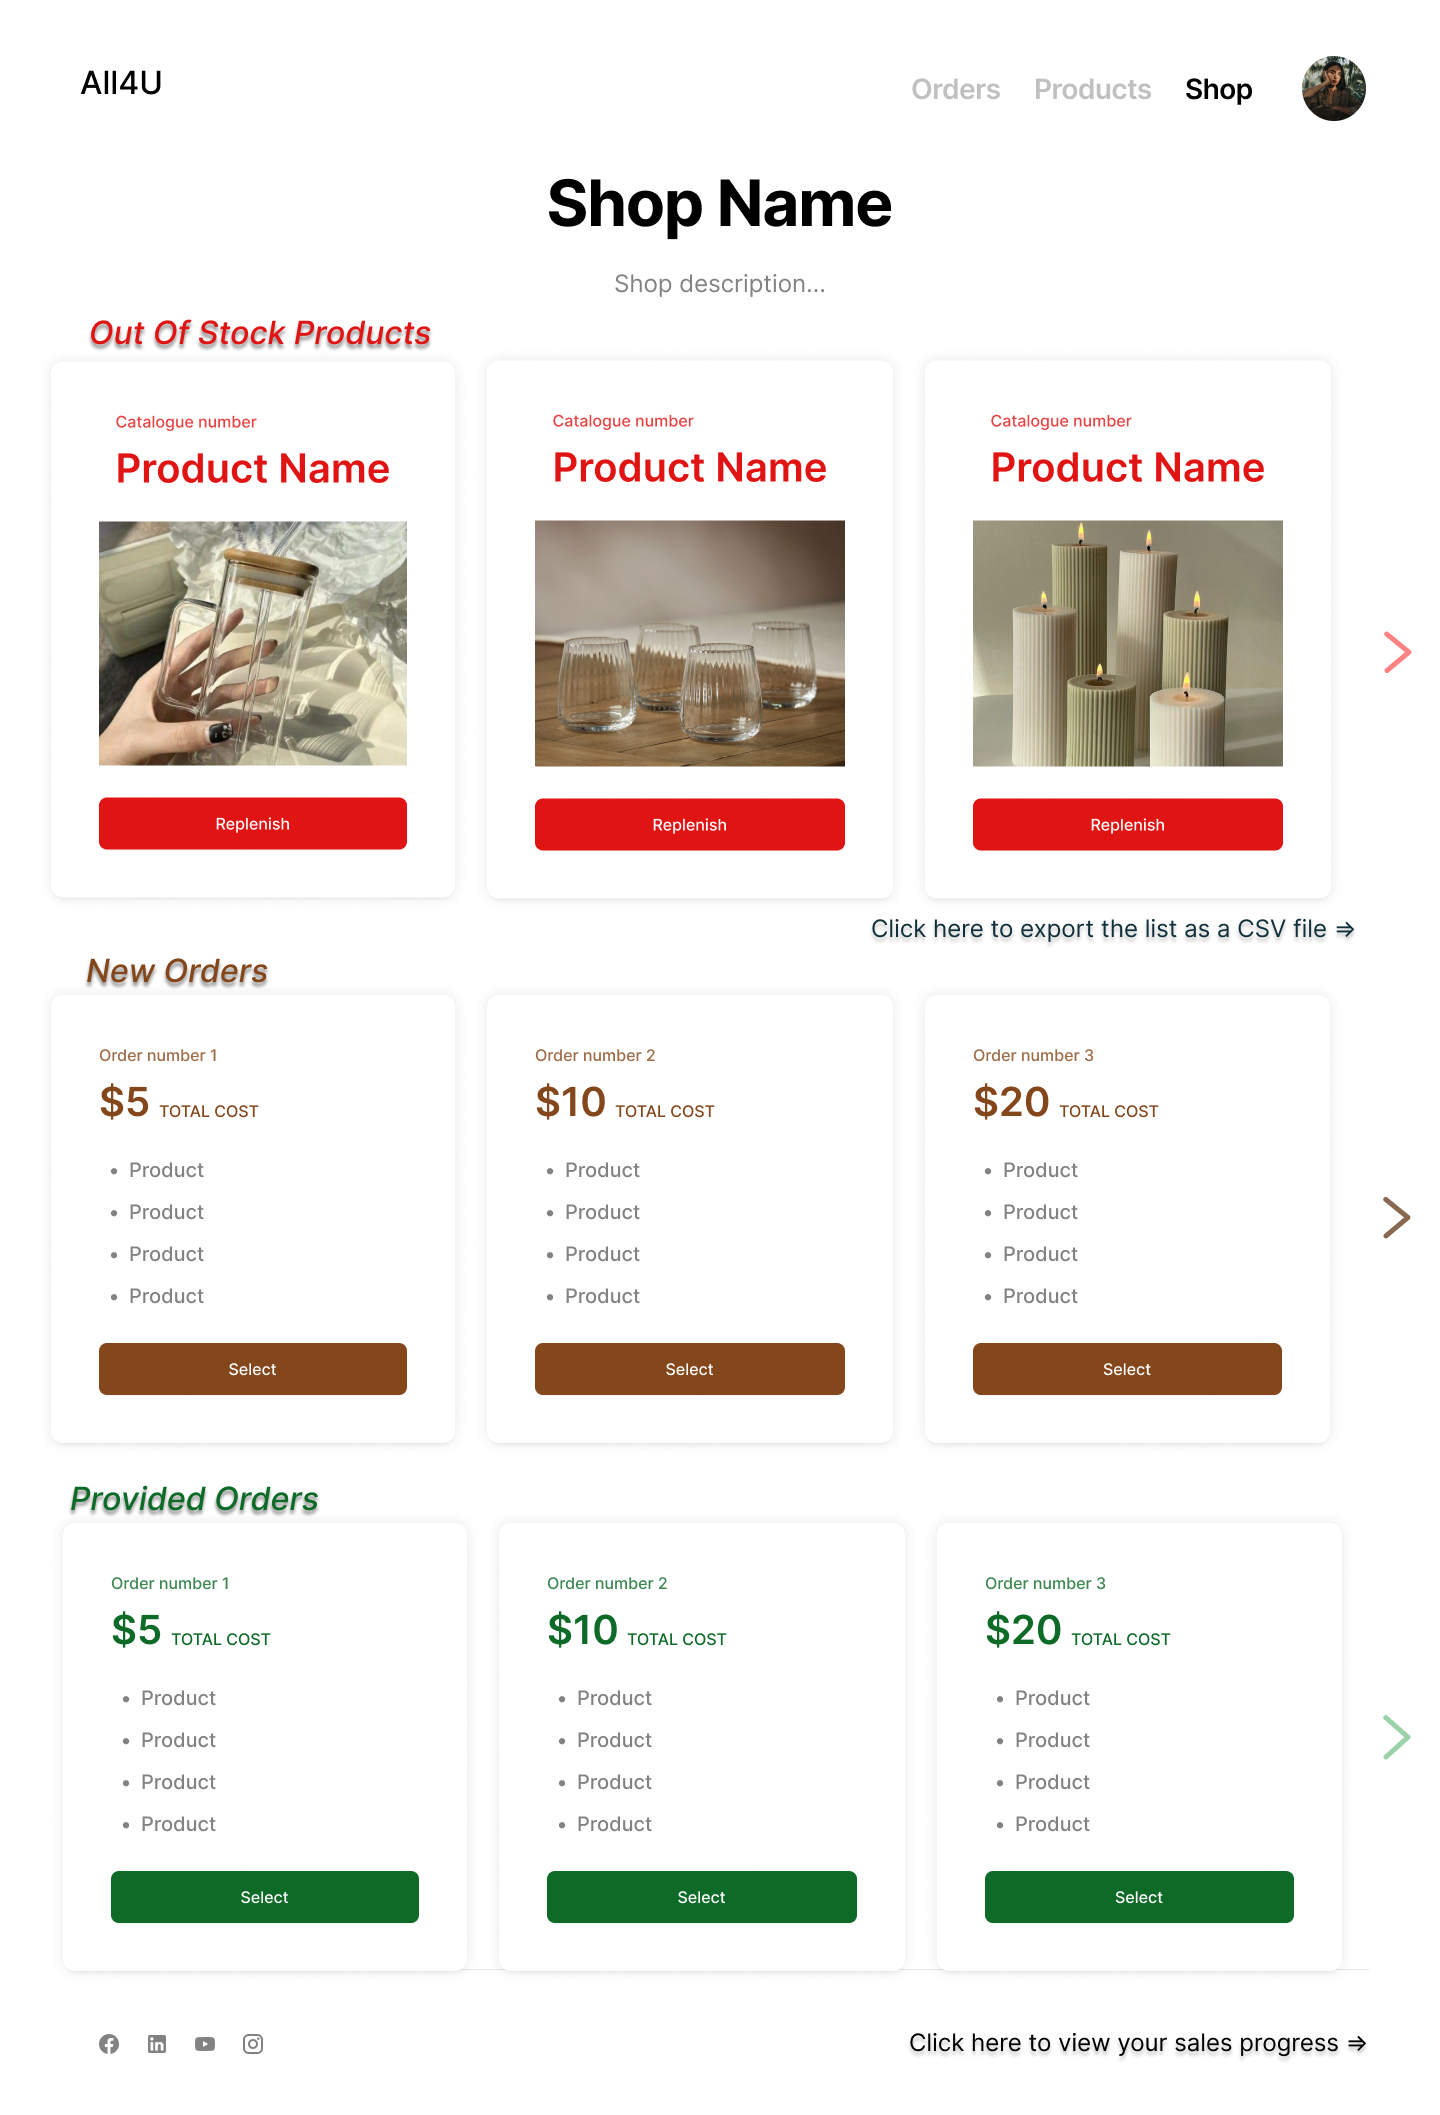 All4U
Orders Products Shop
Shop Name
Shop description...
Out Of Stock Products
Catalogue number
Product Name
Replenish
Catalogue number
Product Name
Replenish
Catalogue number
Product Name
Replenish
Click here to export the list as a CSV file ⇒
New Orders
Order number 1
$5 TOTAL COST
• Product
• Product
• Product
• Product
Select
Order number 2
$10 TOTAL COST
• Product
• Product
• Product
• Product
Select
Order number 3
$20 TOTAL COST
• Product
• Product
• Product
• Product
Select
Provided Orders
Order number 1
$5 TOTAL COST
• Product
• Product
• Product
• Product
Select
Order number 2
$10 TOTAL COST
• Product
• Product
• Product
• Product
Select
Order number 3
$20 TOTAL COST
• Product
• Product
• Product
• Product
Select
Click here to view your sales progress ⇒